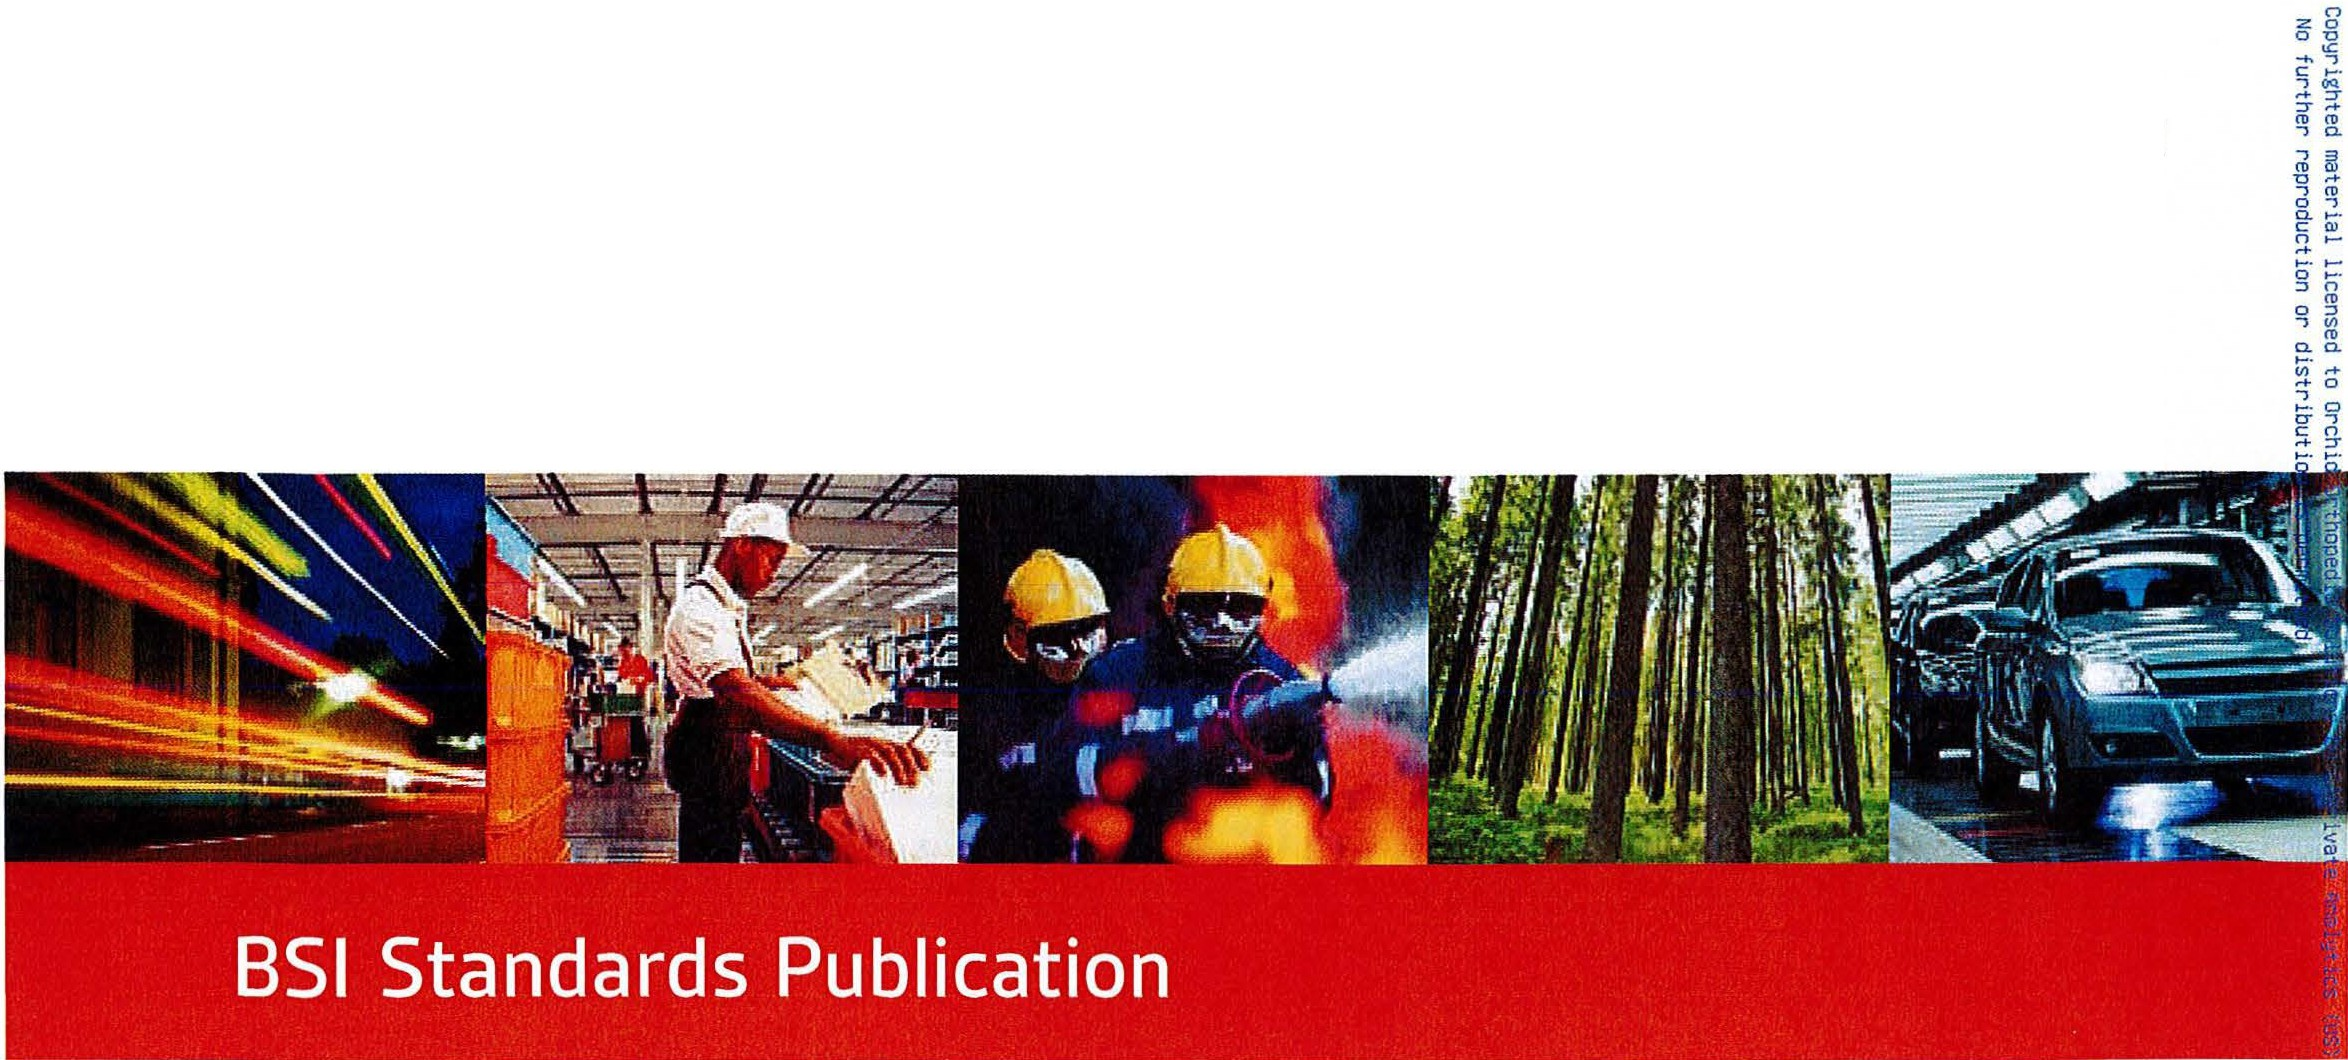 Copyrighted material licensed to Orchid
No further reproduction or distributio
BSI Standards Publication